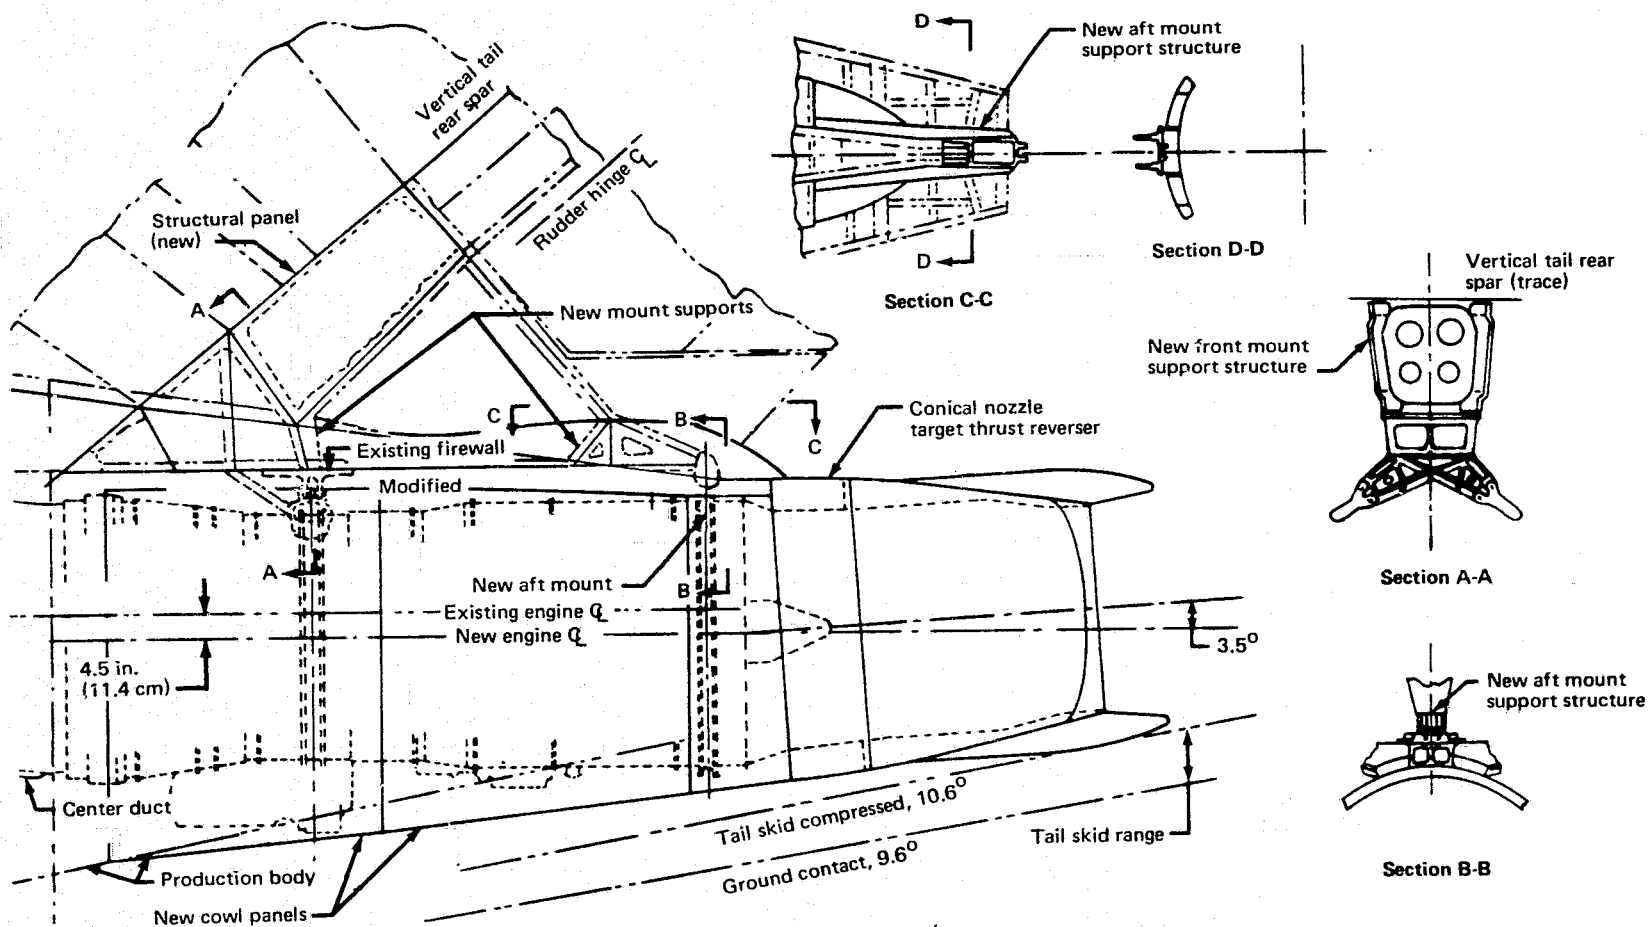 D
New aft mount
support structure
D
Section C-C
Section D-D
Vertical tail
rear spar
Rudder hinge ℄
Structural panel
(new)
A
New mount supports
Vertical tail rear
spar (trace)
New front mount
support structure
Section A-A
C
B
C
Conical nozzle
target thrust reverser
Existing firewall
Modified
A
New aft mount
B
Existing engine ℄
New engine ℄
4.5 in.
(11.4 cm)
3.5°
New aft mount
support structure
Section B-B
Center duct
Tail skid compressed, 10.6°
Ground contact, 9.6°
Tail skid range
Production body
New cowl panels